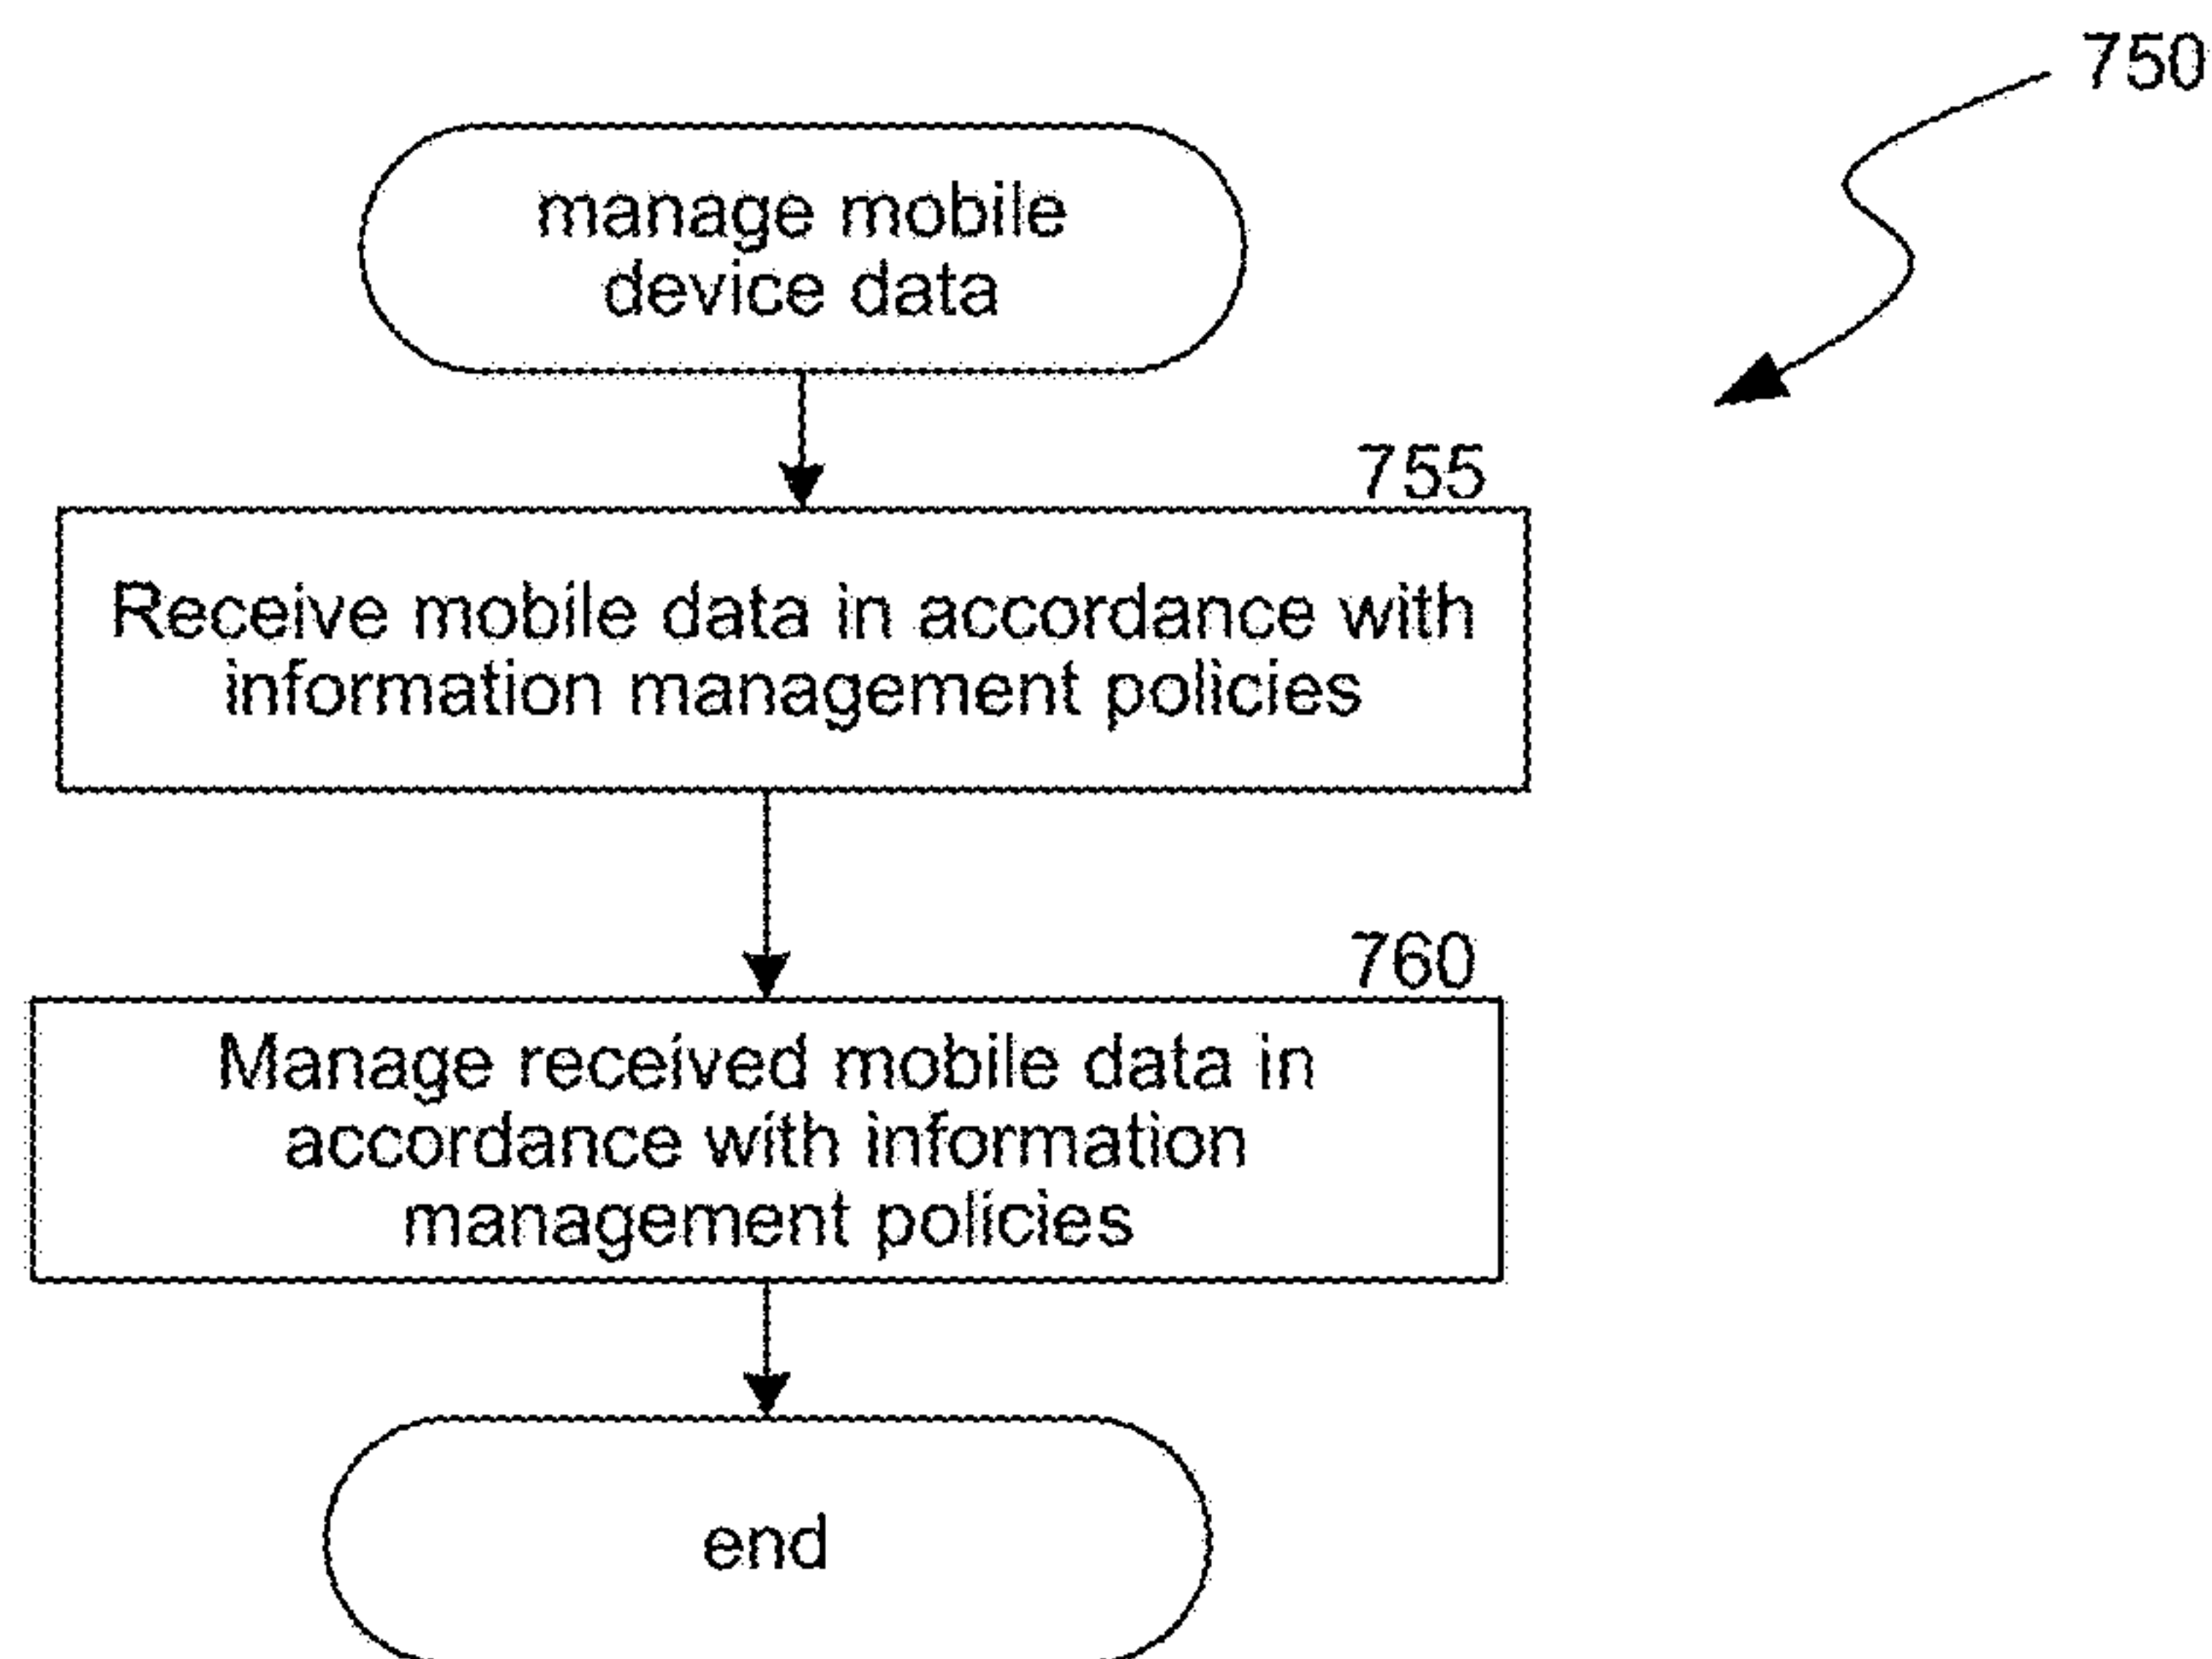 750
manage mobile
device data
755
Receive mobile data in accordance with
information management policies
760
Manage received mobile data in
accordance with information
management policies
end